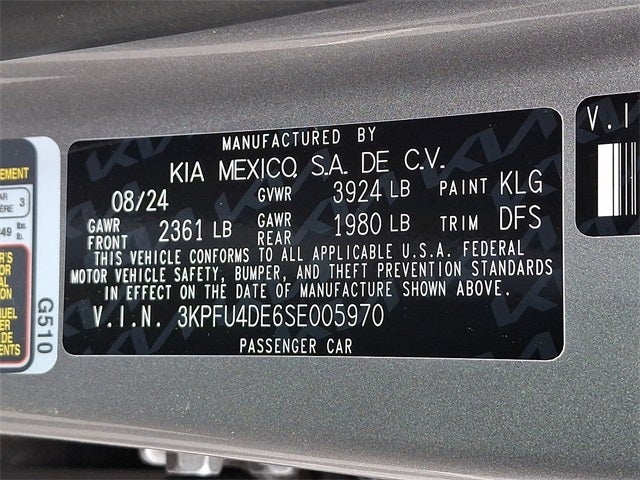 MANUFACTURED BY
KIA MEXICO, S.A. DE C.V.
08/24 GVWR 3924 LB PAINT KLG
GAWR FRONT 2361 LB GAWR REAR 1980 LB TRIM DFS
THIS VEHICLE CONFORMS TO ALL APPLICABLE U.S.A. FEDERAL
MOTOR VEHICLE SAFETY, BUMPER, AND THEFT PREVENTION STANDARDS
IN EFFECT ON THE DATE OF MANUFACTURE SHOWN ABOVE.
V.I.N. 3KPFU4DE6SE005970
PASSENGER CAR
G510
V.I